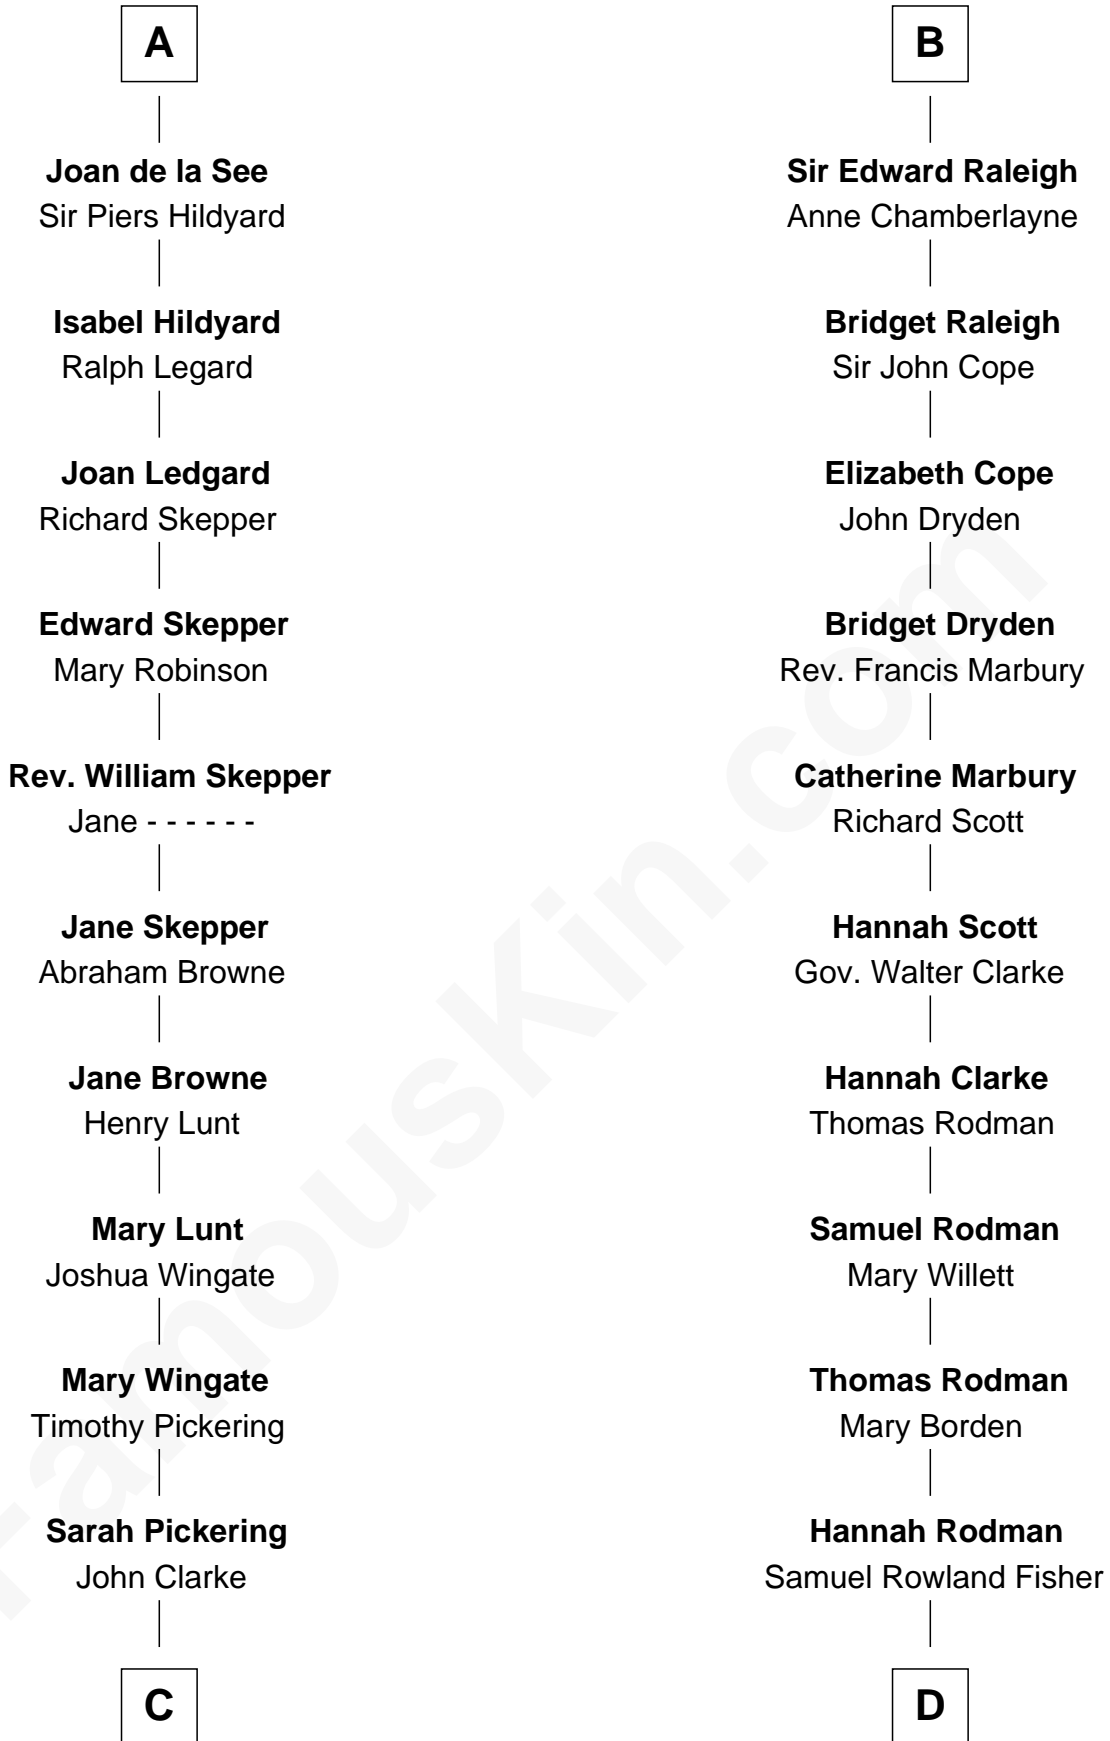 A
Joan de la See
Sir Piers Hildyard
Isabel Hildyard
Ralph Legard
Joan Ledgard
Richard Skepper
Edward Skepper
Mary Robinson
Rev. William Skepper
Jane - - - - - -
Jane Skepper
Abraham Browne
Jane Browne
Henry Lunt
Mary Lunt
Joshua Wingate
Mary Wingate
Timothy Pickering
Sarah Pickering
John Clarke
C
B
Sir Edward Raleigh
Anne Chamberlayne
Bridget Raleigh
Sir John Cope
Elizabeth Cope
John Dryden
Bridget Dryden
Rev. Francis Marbury
Catherine Marbury
Richard Scott
Hannah Scott
Gov. Walter Clarke
Hannah Clarke
Thomas Rodman
Samuel Rodman
Mary Willett
Thomas Rodman
Mary Borden
Hannah Rodman
Samuel Rowland Fisher
D
FamousKin.com